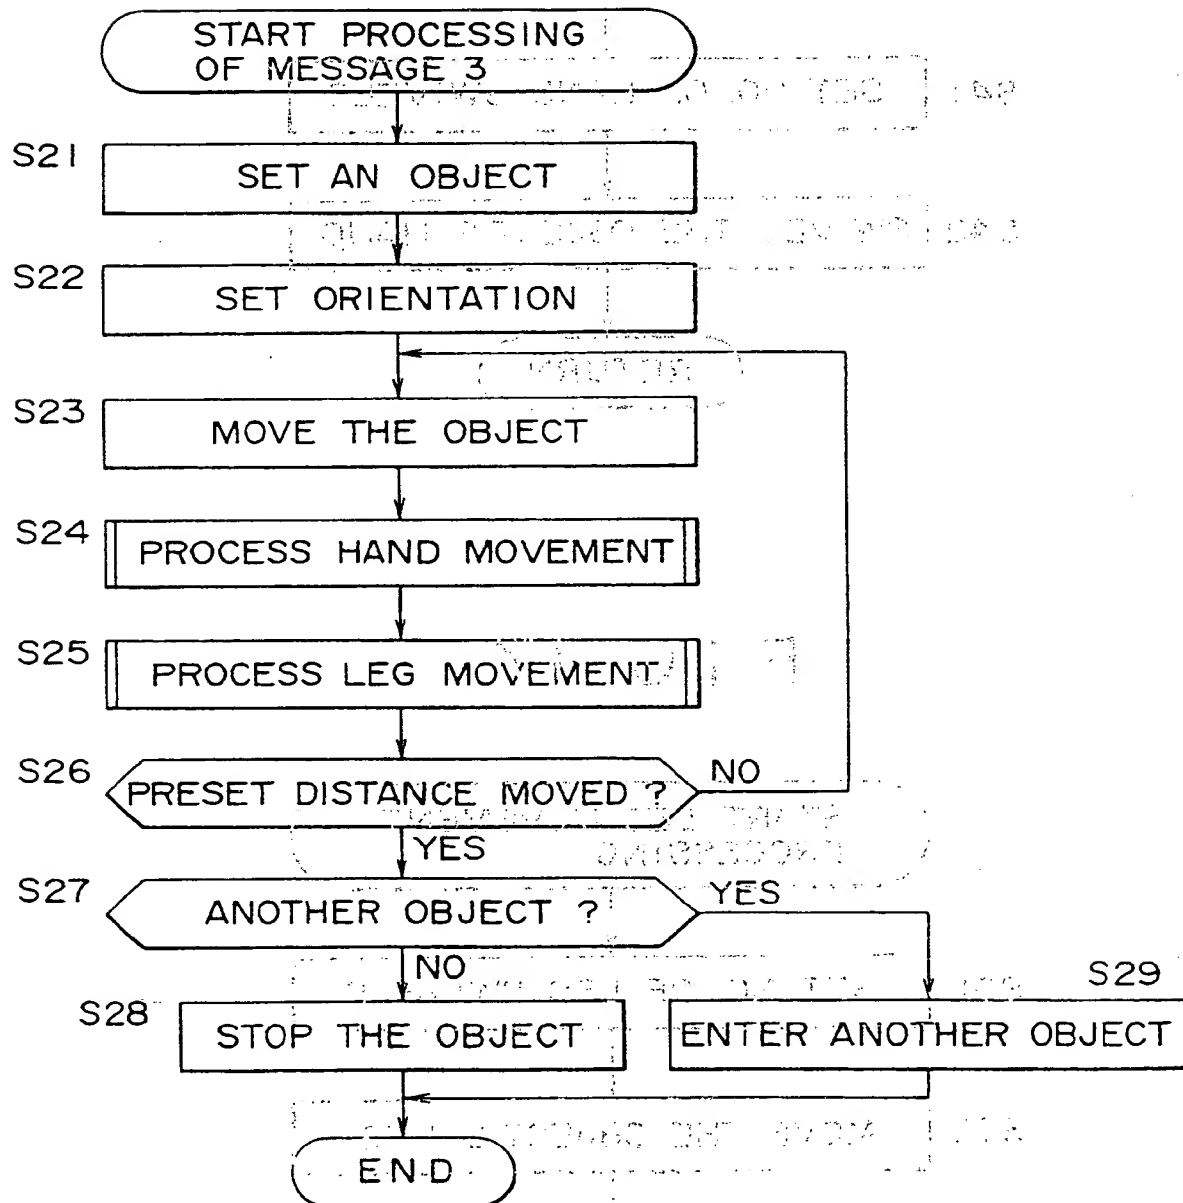 START PROCESSING
OF MESSAGE 3
S21
SET AN OBJECT
S22
SET ORIENTATION
S23
MOVE THE OBJECT
S24
PROCESS HAND MOVEMENT
S25
PROCESS LEG MOVEMENT
S26
PRESET DISTANCE MOVED ?
NO
YES
S27
ANOTHER OBJECT ?
YES
NO
S29
S28
STOP THE OBJECT
ENTER ANOTHER OBJECT
END